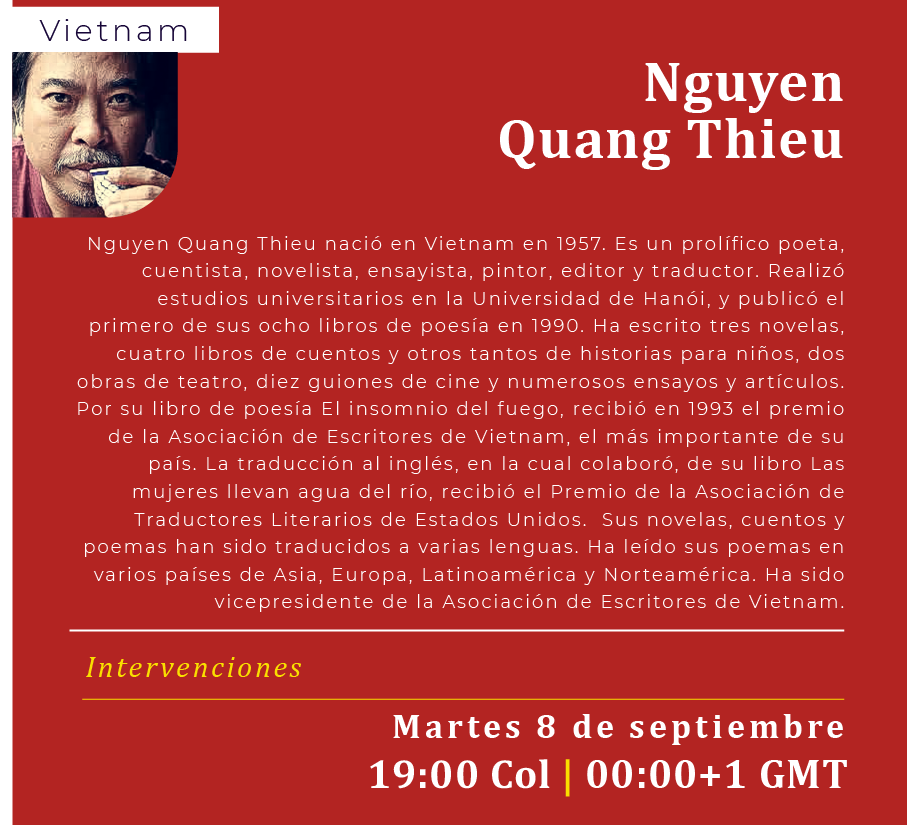 Vietnam
Nguyen
Quang Thieu
Nguyen Quang Thieu nació en Vietnam en 1957. Es un prolífico poeta,
cuentista, novelista, ensayista, pintor, editor y traductor. Realizó
estudios universitarios en la Universidad de Hanói, y publicó el
primero de sus ocho libros de poesía en 1990. Ha escrito tres novelas,
cuatro libros de cuentos y otros tantos de historias para niños, dos
obras de teatro, diez guiones de cine y numerosos ensayos y artículos.
Por su libro de poesía El insomnio del fuego, recibió en 1993 el premio
de la Asociación de Escritores de Vietnam, el más importante de su
país. La traducción al inglés, en la cual colaboró, de su libro Las
mujeres llevan agua del río, recibió el Premio de la Asociación de
Traductores Literarios de Estados Unidos.  Sus novelas, cuentos y
poemas han sido traducidos a varias lenguas. Ha leído sus poemas en
varios países de Asia, Europa, Latinoamérica y Norteamérica. Ha sido
vicepresidente de la Asociación de Escritores de Vietnam.
Intervenciones
Martes 8 de septiembre
19:00 Col | 00:00+1 GMT